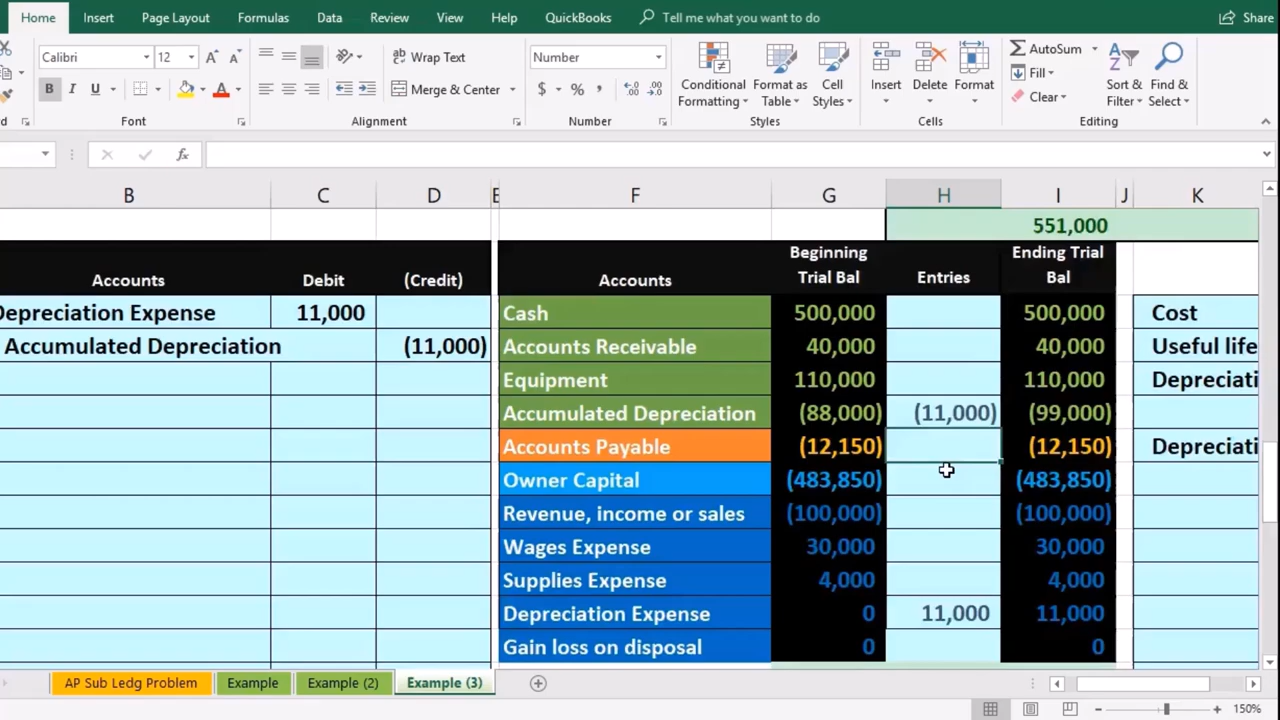 Home Insert Page Layout Formulas Data Review View Help QuickBooks Tell me what you want to do Share
Calibri 12 A A Wrap Text Number Conditional Format as Cell Insert Delete Format AutoSum Sort & Find &
B I U A Merge & Center $ % , Formatting Table Styles Fill Clear Filter Select
Font Alignment Number Styles Cells Editing
fx
B C D E F G H I J K
551,000
Accounts Debit (Credit) Accounts Beginning Trial Bal Entries Ending Trial Bal
Depreciation Expense 11,000 Cash 500,000 500,000 Cost
Accumulated Depreciation (11,000) Accounts Receivable 40,000 40,000 Useful life
Equipment 110,000 110,000 Depreciati
Accumulated Depreciation (88,000) (11,000) (99,000)
Accounts Payable (12,150) (12,150) Depreciati
Owner Capital (483,850) (483,850)
Revenue, income or sales (100,000) (100,000)
Wages Expense 30,000 30,000
Supplies Expense 4,000 4,000
Depreciation Expense 0 11,000 11,000
Gain loss on disposal 0 0
AP Sub Ledg Problem Example Example (2) Example (3)
150%